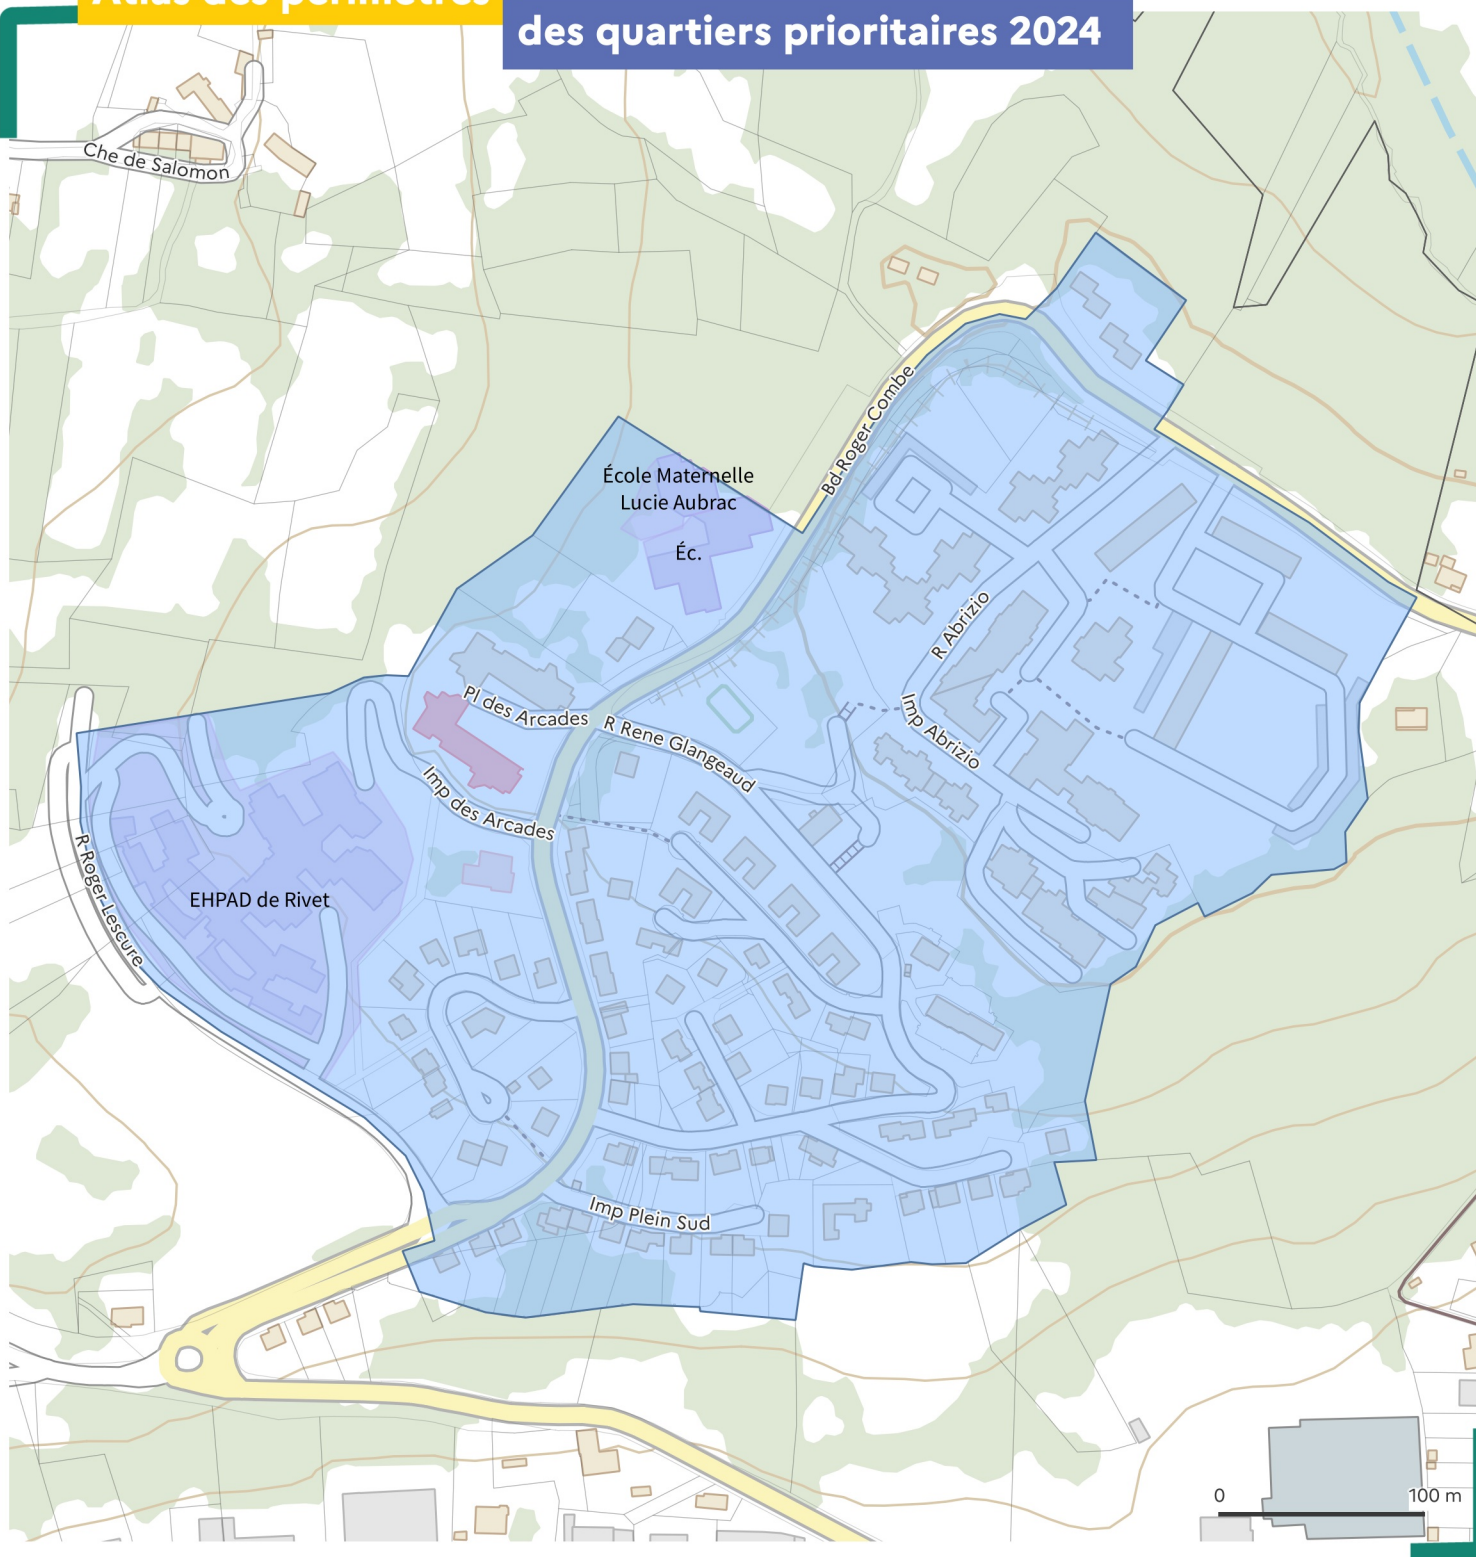 Atlas des périmètres
des quartiers prioritaires 2024
Che de Salomon
Bd Roger Combe
École Maternelle
Lucie Aubrac
Éc.
R Abrizio
Pl des Arcades
R Rene Glangeaud
Imp Abrizio
Imp des Arcades
R Roger Lescure
EHPAD de Rivet
Imp Plein Sud
0 100 m